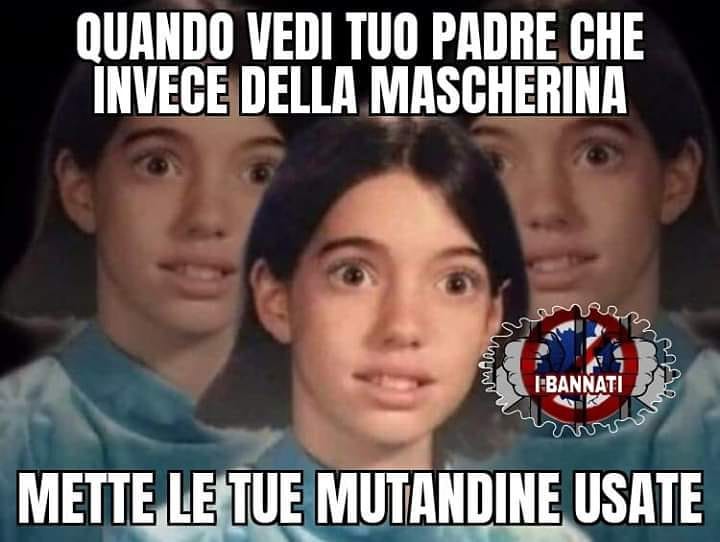 QUANDO VEDI TUO PADRE CHE
INVECE DELLA MASCHERINA
I BANNATI
METTE LE TUE MUTANDINE USATE